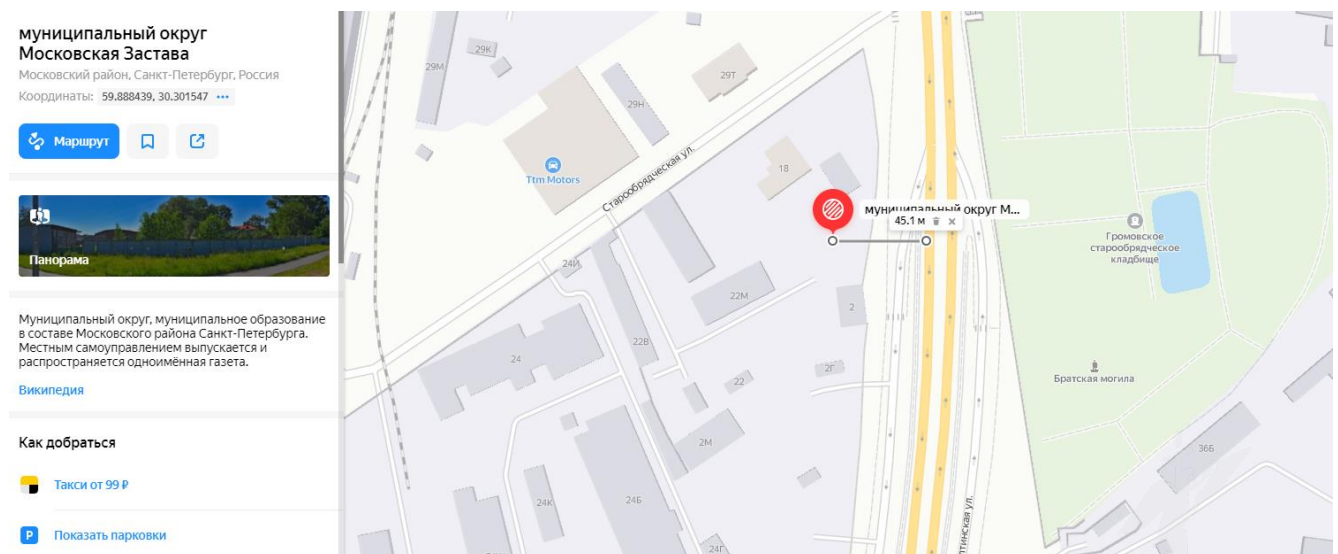 муниципальный округ
Московская Застава
Московский район, Санкт-Петербург, Россия
Координаты: 59.888439, 30.301547 •••
Маршрут
Панорама
Муниципальный округ, муниципальное образование
в составе Московского района Санкт-Петербурга.
Местным самоуправлением выпускается и
распространяется одноимённая газета.
Википедия
Как добраться
Такси от 99 ₽
P Показать парковки
29К
29М
29Т
29Н
Ttm Motors
Старообрядческая ул.
18
муниципальный округ М...
45.1 м
Громовское
старообрядческое
кладбище
24И
22М
2
22В
24
2Г
22
Братская могила
2М
36Б
24К
24Б
24Г